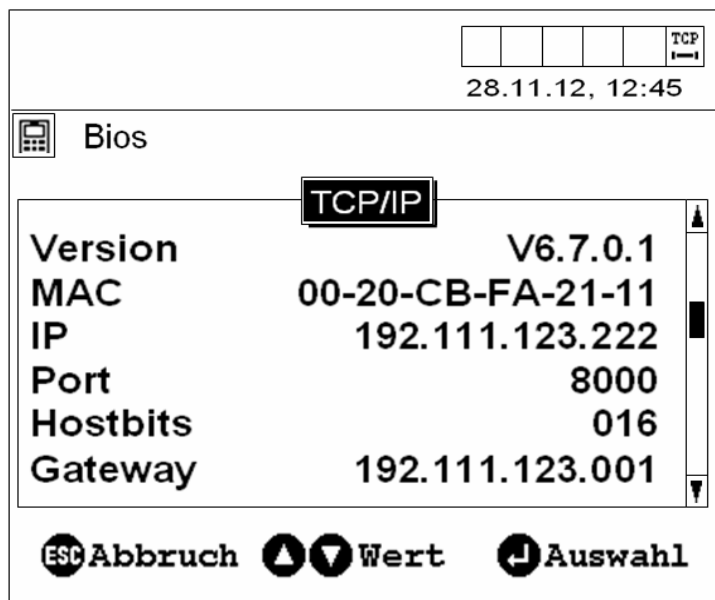 TCP
28.11.12, 12:45
Bios
TCP/IP
Version V6.7.0.1
MAC 00-20-CB-FA-21-11
IP 192.111.123.222
Port 8000
Hostbits 016
Gateway 192.111.123.001
ESC Abbruch Wert Auswahl